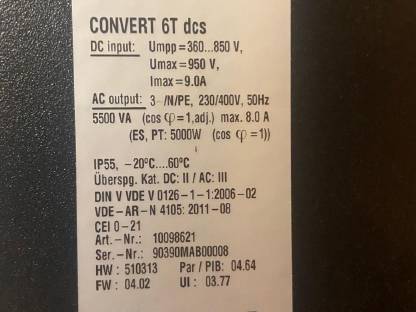 CONVERT 6T dcs
DC input: Umpp=360...850 V,
Umax=950 V,
Imax=9.0A
AC output: 3~/N/PE, 230/400V, 50Hz
5500 VA (cos φ=1,adj.) max. 8.0 A
(ES, PT: 5000W (cos φ=1))
IP55, -20°C....60°C
Überspg. Kat. DC: II / AC: III
DIN V VDE V 0126-1-1:2006-02
VDE-AR-N 4105: 2011-08
CEI 0-21
Art.-Nr.: 10098621
Ser.-Nr.: 90390MAB00008
HW : 510313 Par / PIB: 04.64
FW : 04.02 UI : 03.77